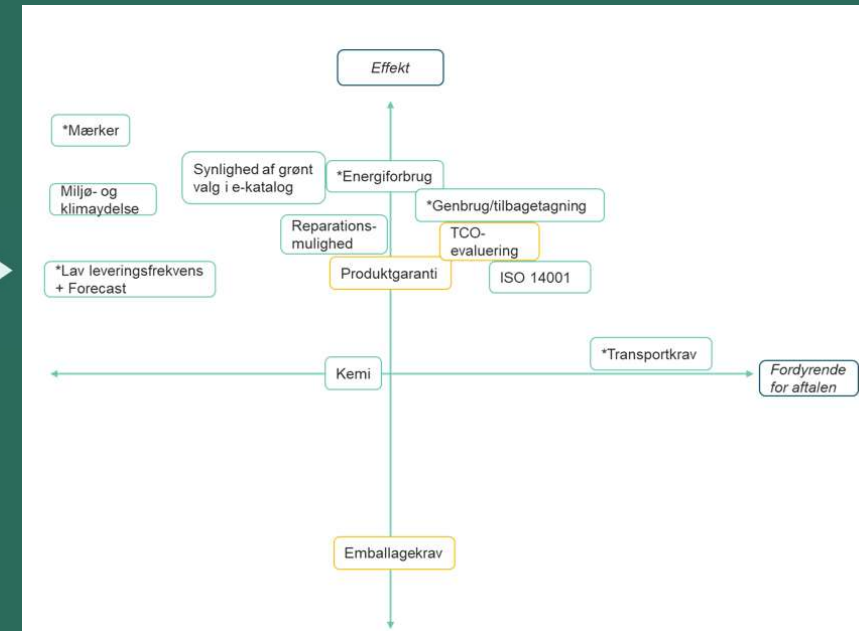 Effekt
*Mærker
Synlighed af grønt
valg i e-katalog
*Energiforbrug
Miljø- og
klimaydelse
*Genbrug/tilbagetagning
Reparations-
mulighed
TCO-
evaluering
*Lav leveringsfrekvens
+ Forecast
Produktgaranti
ISO 14001
*Transportkrav
Kemi
Fordyrende
for aftalen
Emballagekrav